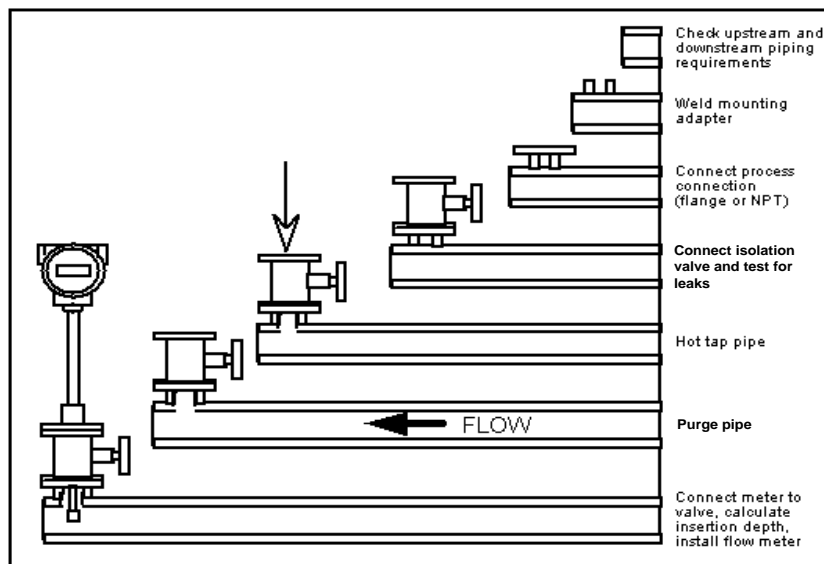 Check upstream and
downstream piping
requirements
Weld mounting
adapter
Connect process
connection
(flange or NPT)
Connect isolation
valve and test for
leaks
Hot tap pipe
FLOW
Purge pipe
Connect meter to
valve, calculate
insertion depth,
install flow meter